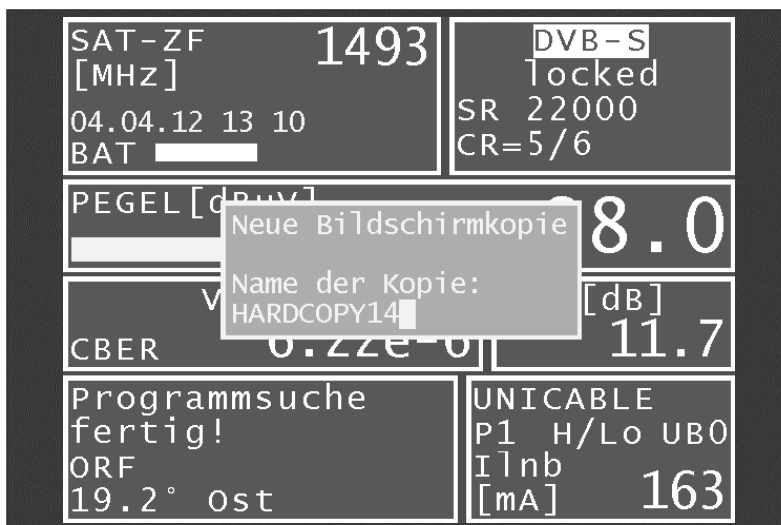 SAT-ZF 1493
[MHz]
04.04.12 13 10
BAT
DVB-S
locked
SR 22000
CR=5/6
PEGEL 8.0
Neue Bildschirmkopie
Name der Kopie:
HARDCOPY14
CBER
[dB]
11.7
Programmsuche
fertig!
ORF
19.2° Ost
UNICABLE
P1 H/Lo UB0
Ilnb
[mA] 163